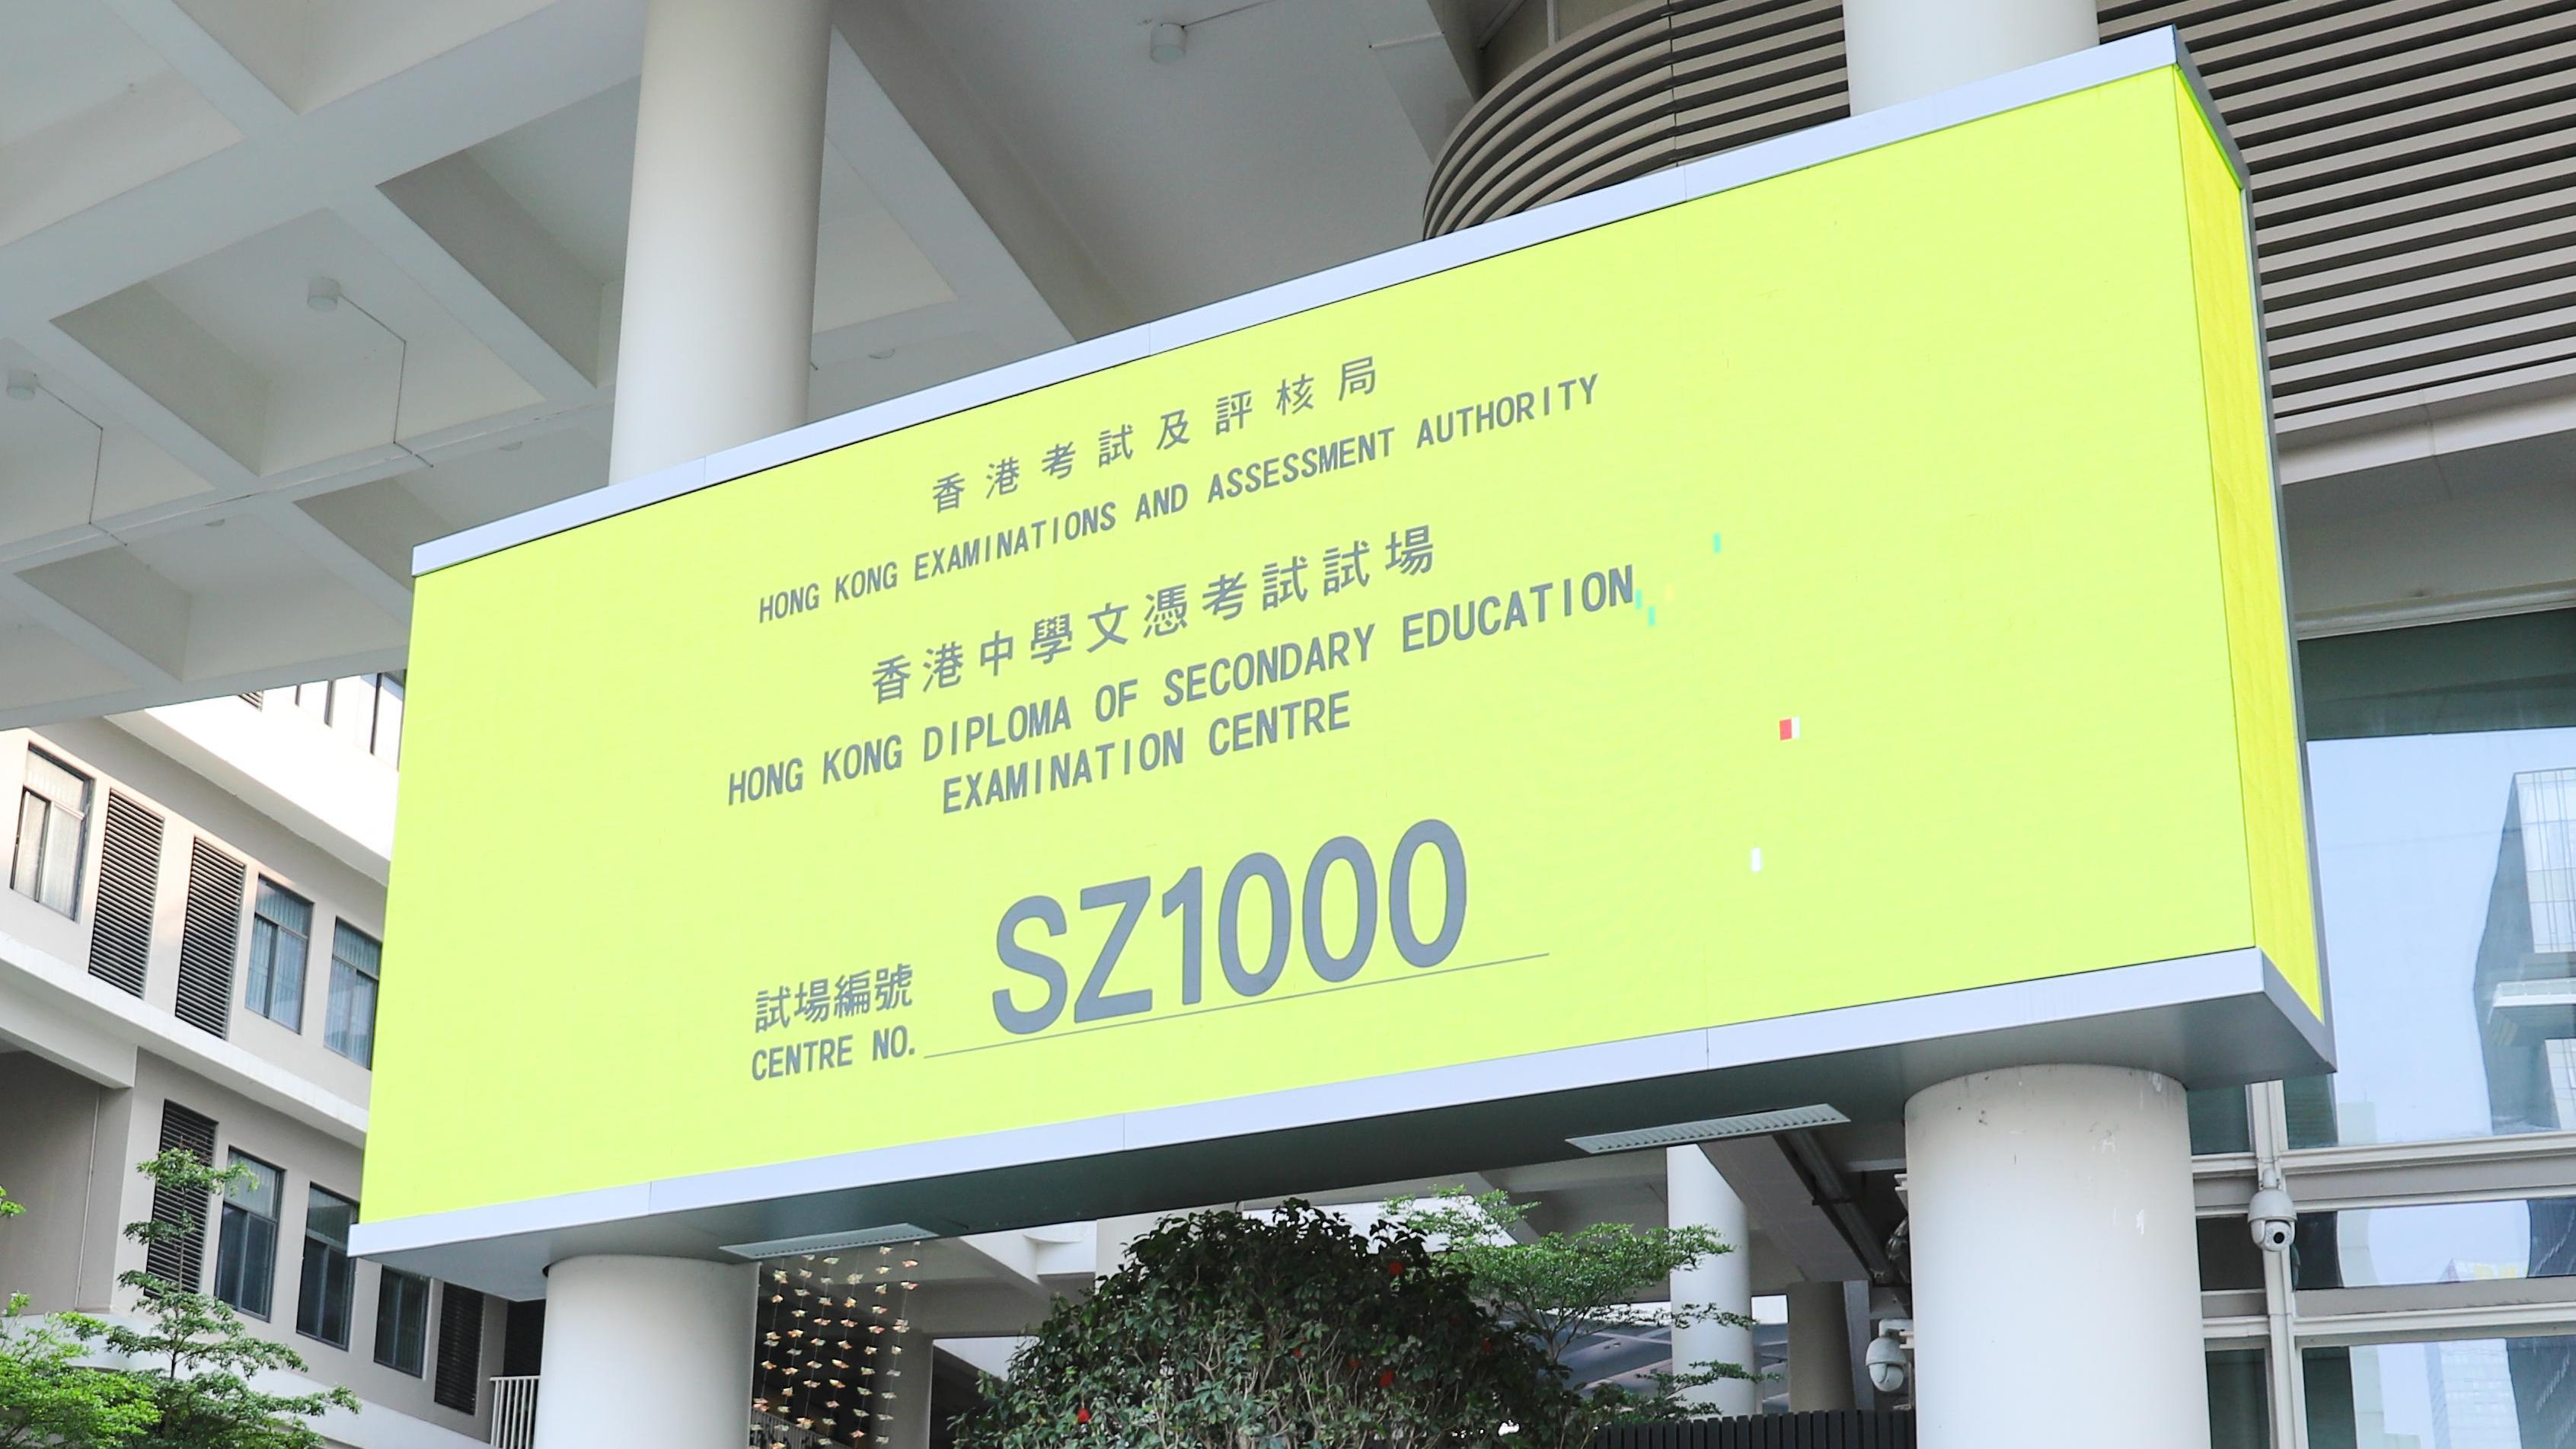 香港考試及評核局
HONG KONG EXAMINATIONS AND ASSESSMENT AUTHORITY
香港中學文憑考試試場
HONG KONG DIPLOMA OF SECONDARY EDUCATION
EXAMINATION CENTRE
試場編號
CENTRE NO. SZ1000